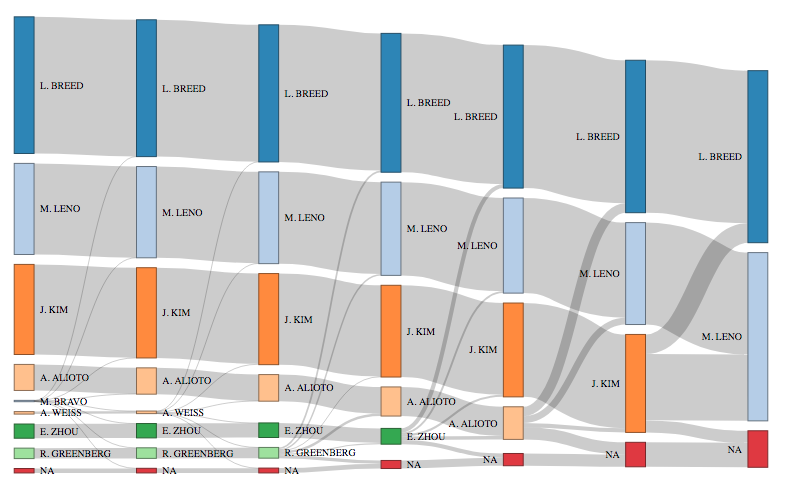 L. BREED
M. LENO
J. KIM
A. ALIOTO
M. BRAVO
A. WEISS
E. ZHOU
R. GREENBERG
NA
L. BREED
M. LENO
J. KIM
A. ALIOTO
A. WEISS
E. ZHOU
R. GREENBERG
NA
L. BREED
M. LENO
J. KIM
A. ALIOTO
E. ZHOU
R. GREENBERG
NA
L. BREED
M. LENO
J. KIM
A. ALIOTO
E. ZHOU
NA
L. BREED
M. LENO
J. KIM
A. ALIOTO
NA
L. BREED
M. LENO
J. KIM
NA
L. BREED
M. LENO
NA